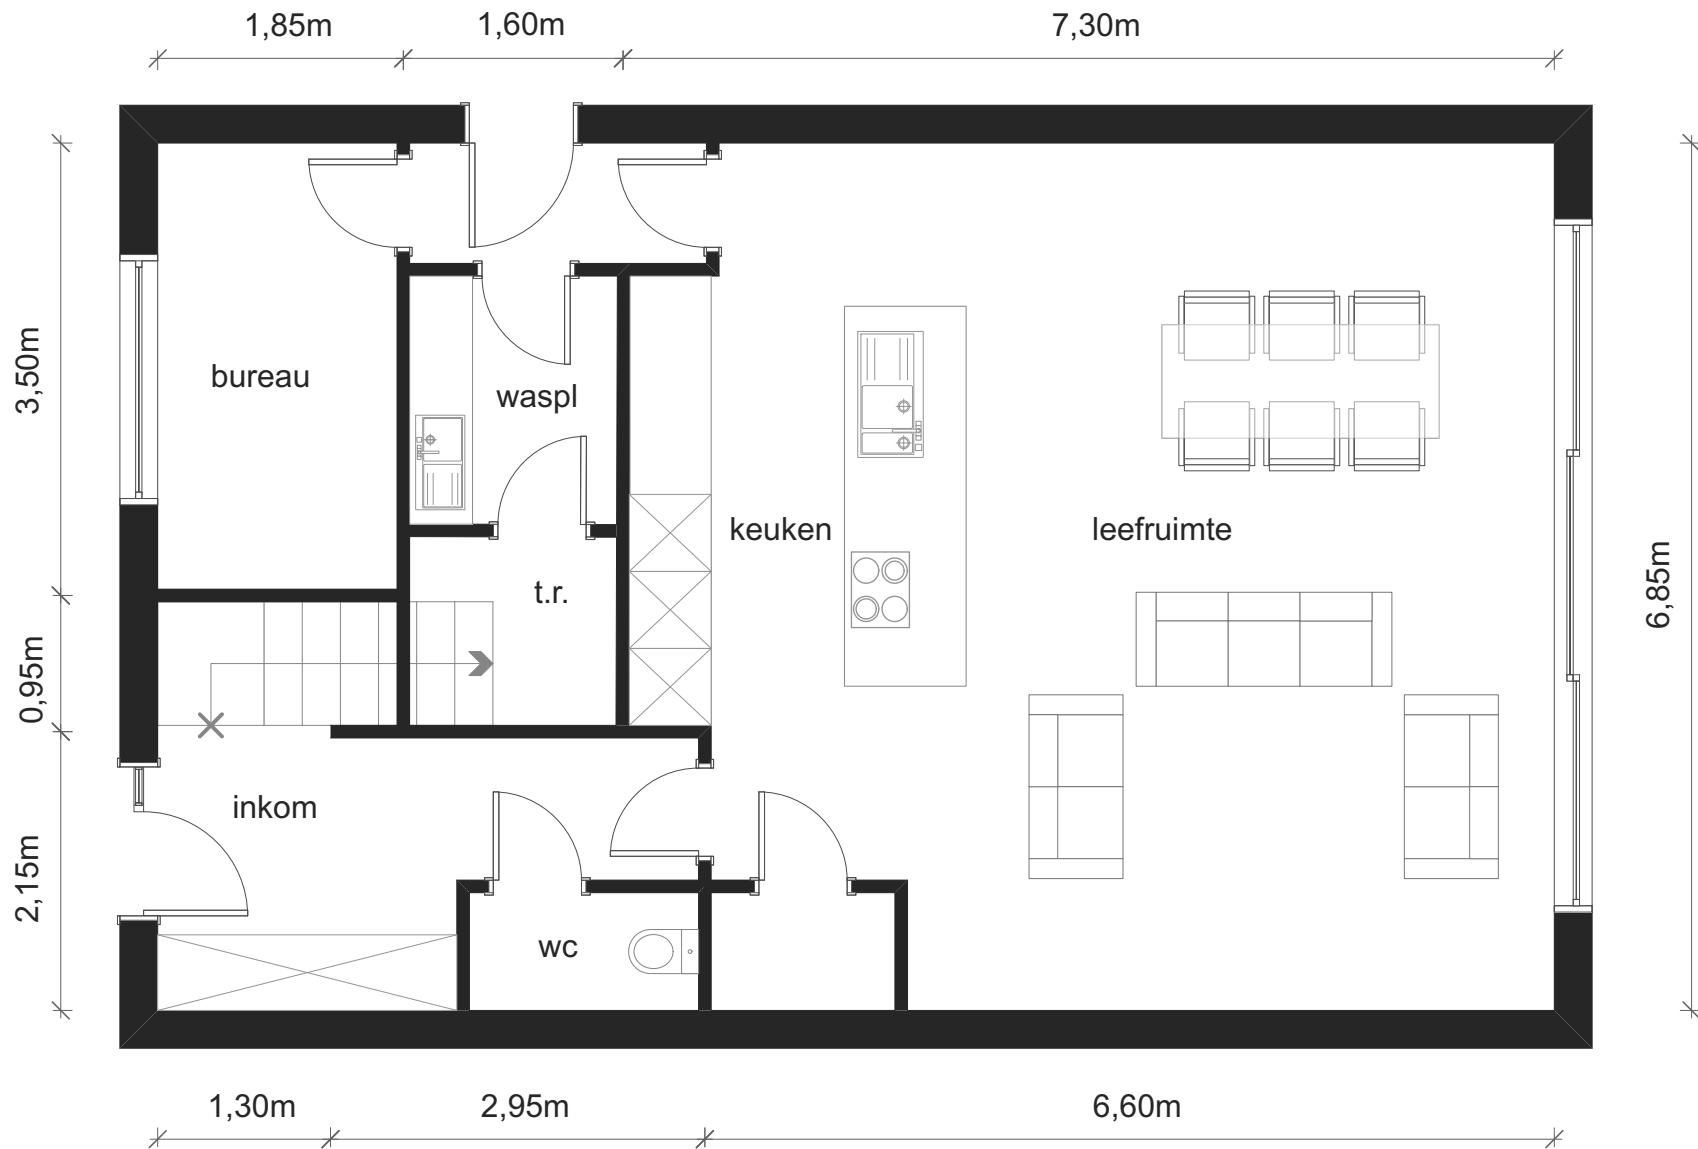 1,85m
1,60m
7,30m
3,50m
bureau
waspl
keuken
leefruimte
t.r.
6,85m
0,95m
inkom
2,15m
wc
1,30m
2,95m
6,60m